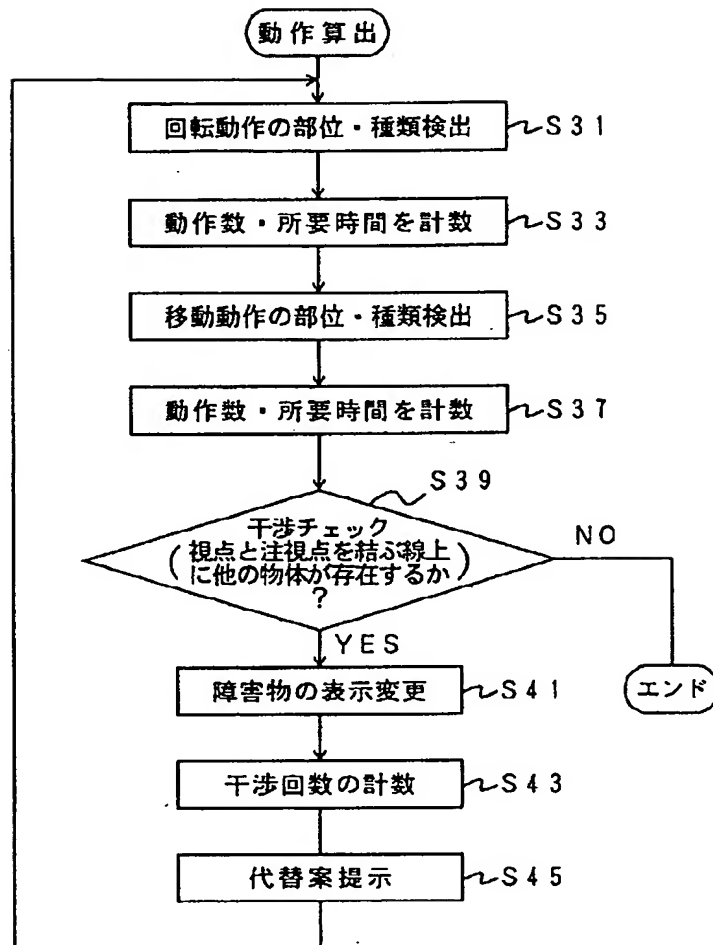 動作算出
回転動作の部位・種類検出 S31
動作数・所要時間を計数 S33
移動動作の部位・種類検出 S35
動作数・所要時間を計数 S37
S39
干渉チェック
(視点と注視点を結ぶ線上
に他の物体が存在するか)
?
NO
YES
障害物の表示変更 S41
エンド
干渉回数の計数 S43
代替案提示 S45